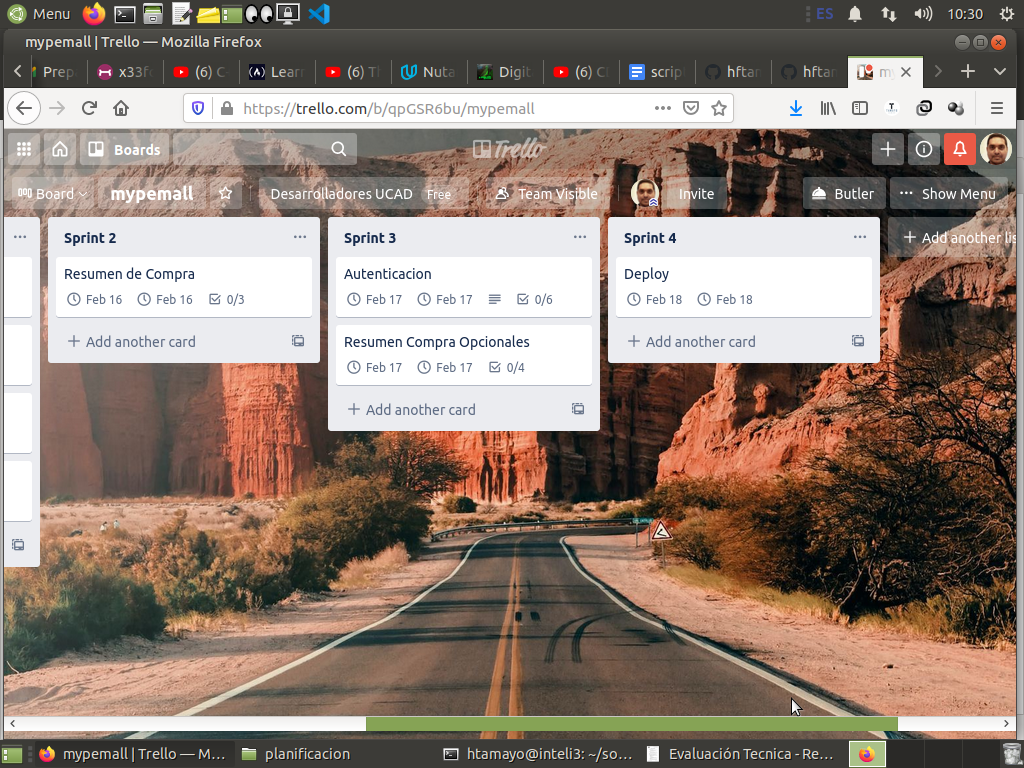 Menu
ES
10:30
mypemall | Trello — Mozilla Firefox
Prep
x33f
(6) C
Lear
(6) T
Nuta
Digit
(6) C
scrip
hftan
hftan
https://trello.com/b/qpGSR6bu/mypemall
Boards
Trello
Board
mypemall
Desarrolladores UCAD Free
Team Visible
Invite
Butler
Show Menu
Sprint 2
Resumen de Compra
Feb 16 Feb 16 0/3
+ Add another card
Sprint 3
Autenticacion
Feb 17 Feb 17 0/6
Resumen Compra Opcionales
Feb 17 Feb 17 0/4
+ Add another card
Sprint 4
Deploy
Feb 18 Feb 18
+ Add another card
+ Add another lis
mypemall | Trello — M...
planificacion
htamayo@inteli3: ~/so...
Evaluación Tecnica - Re...